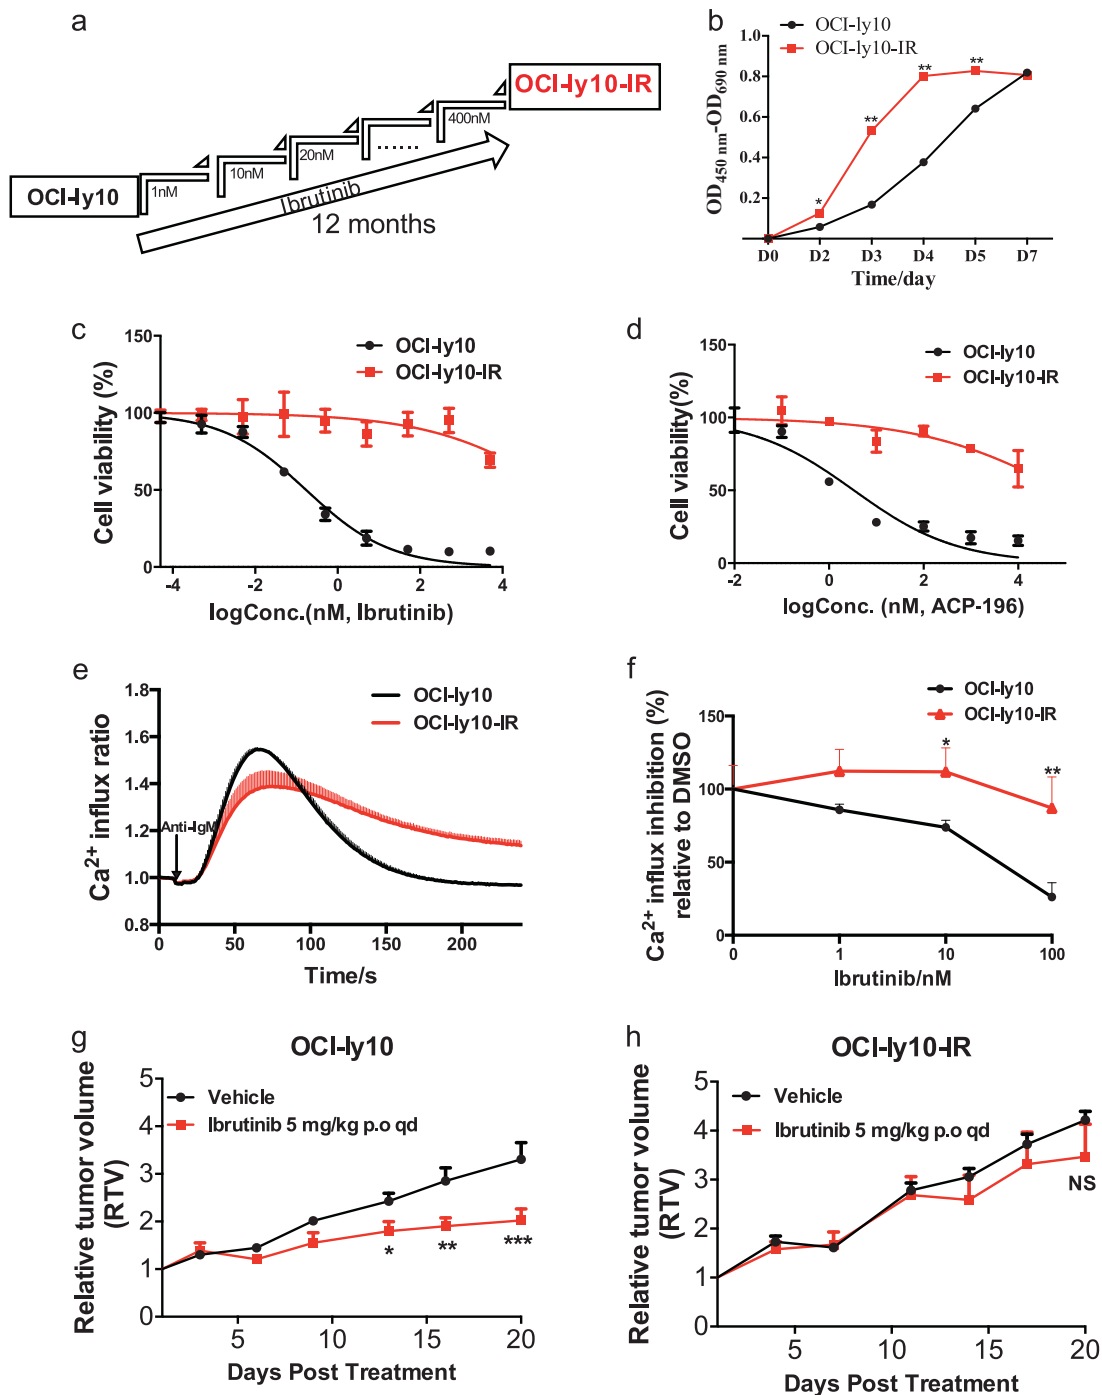 a
OCI-ly10
1nM
10nM
20nM
......
400nM
OCI-ly10-IR
Ibrutinib
12 months
b
OCI-ly10
OCI-ly10-IR
OD450 nm-OD690 nm
1.0
0.8
0.6
0.4
0.2
*
**
**
**
D0 D2 D3 D4 D5 D7
Time/day
c
OCI-ly10
OCI-ly10-IR
Cell viability (%)
150
100
50
0
-4 -2 0 2 4
logConc.(nM, Ibrutinib)
d
OCI-ly10
OCI-ly10-IR
Cell viability(%)
150
100
50
0
-2 0 2 4
logConc. (nM, ACP-196)
e
OCI-ly10
OCI-ly10-IR
Ca2+ influx ratio
1.8
1.6
1.4
1.2
1.0
0.8
Anti-IgM
0 50 100 150 200
Time/s
f
OCI-ly10
OCI-ly10-IR
Ca2+ influx inhibition (%)
relative to DMSO
150
100
50
0
*
**
0 1 10 100
Ibrutinib/nM
g
OCI-ly10
Vehicle
Ibrutinib 5 mg/kg p.o qd
Relative tumor volume
(RTV)
5
4
3
2
1
0
* ** ***
5 10 15 20
Days Post Treatment
h
OCI-ly10-IR
Vehicle
Ibrutinib 5 mg/kg p.o qd
Relative tumor volume
(RTV)
5
4
3
2
1
0
NS
5 10 15 20
Days Post Treatment